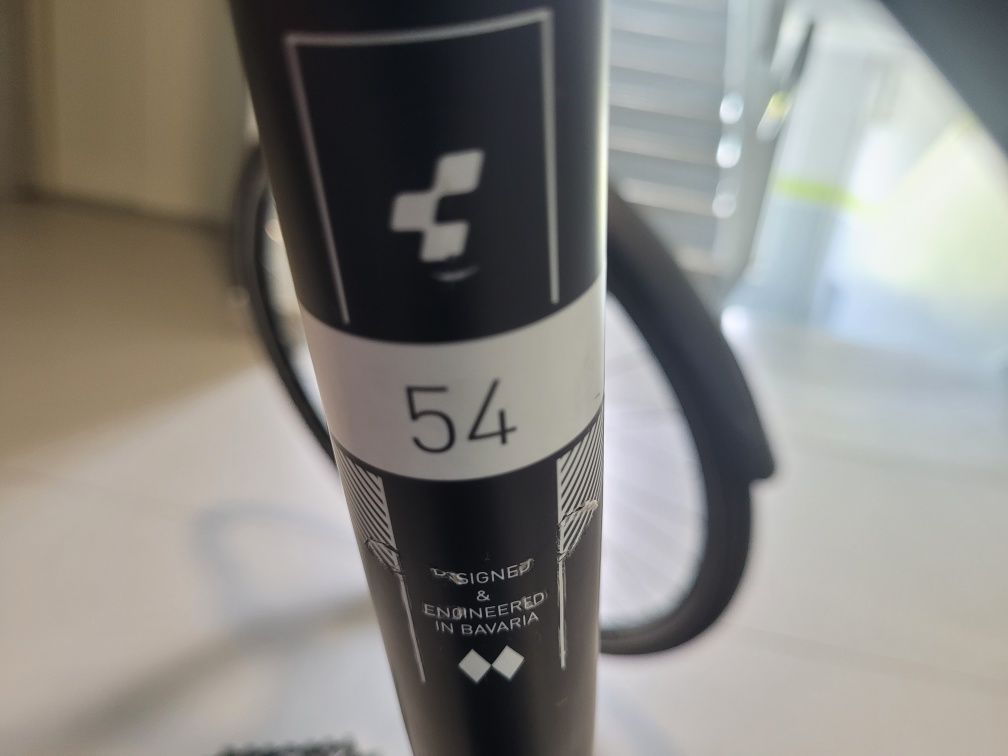 54
DESIGNED
&
ENGINEERED
IN BAVARIA